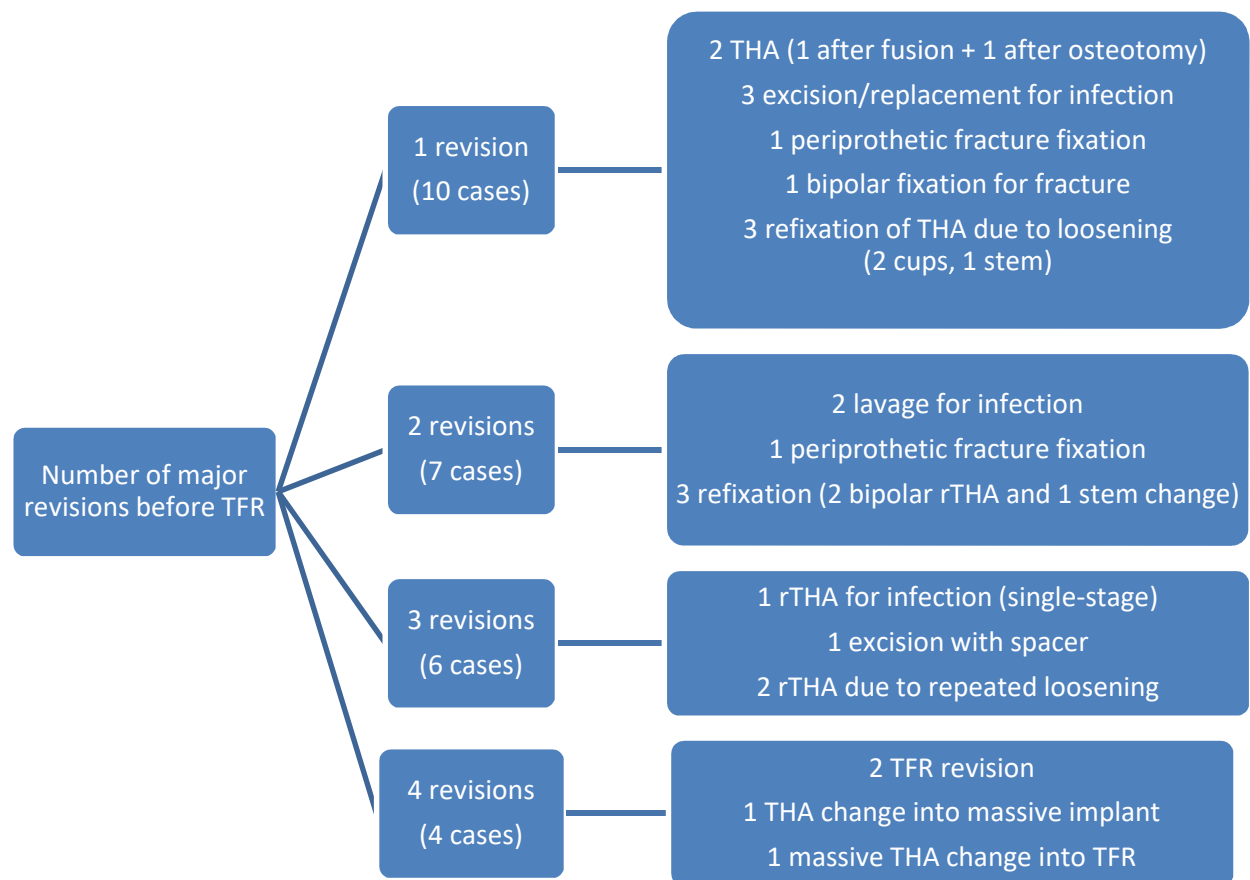 Number of major
revisions before TFR
1 revision
(10 cases)
2 THA (1 after fusion + 1 after osteotomy)
3 excision/replacement for infection
1 periprothetic fracture fixation
1 bipolar fixation for fracture
3 refixation of THA due to loosening
(2 cups, 1 stem)
2 revisions
(7 cases)
2 lavage for infection
1 periprothetic fracture fixation
3 refixation (2 bipolar rTHA and 1 stem change)
3 revisions
(6 cases)
1 rTHA for infection (single-stage)
1 excision with spacer
2 rTHA due to repeated loosening
4 revisions
(4 cases)
2 TFR revision
1 THA change into massive implant
1 massive THA change into TFR